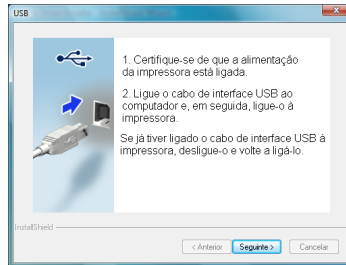 USB
1. Certifique-se de que a alimentação
da impressora está ligada.
2. Ligue o cabo de interface USB ao
computador e, em seguida, ligue-o à
impressora.
Se já tiver ligado o cabo de interface USB à
impressora, desligue-o e volte a ligá-lo.
InstallShield
< Anterior Seguinte > Cancelar